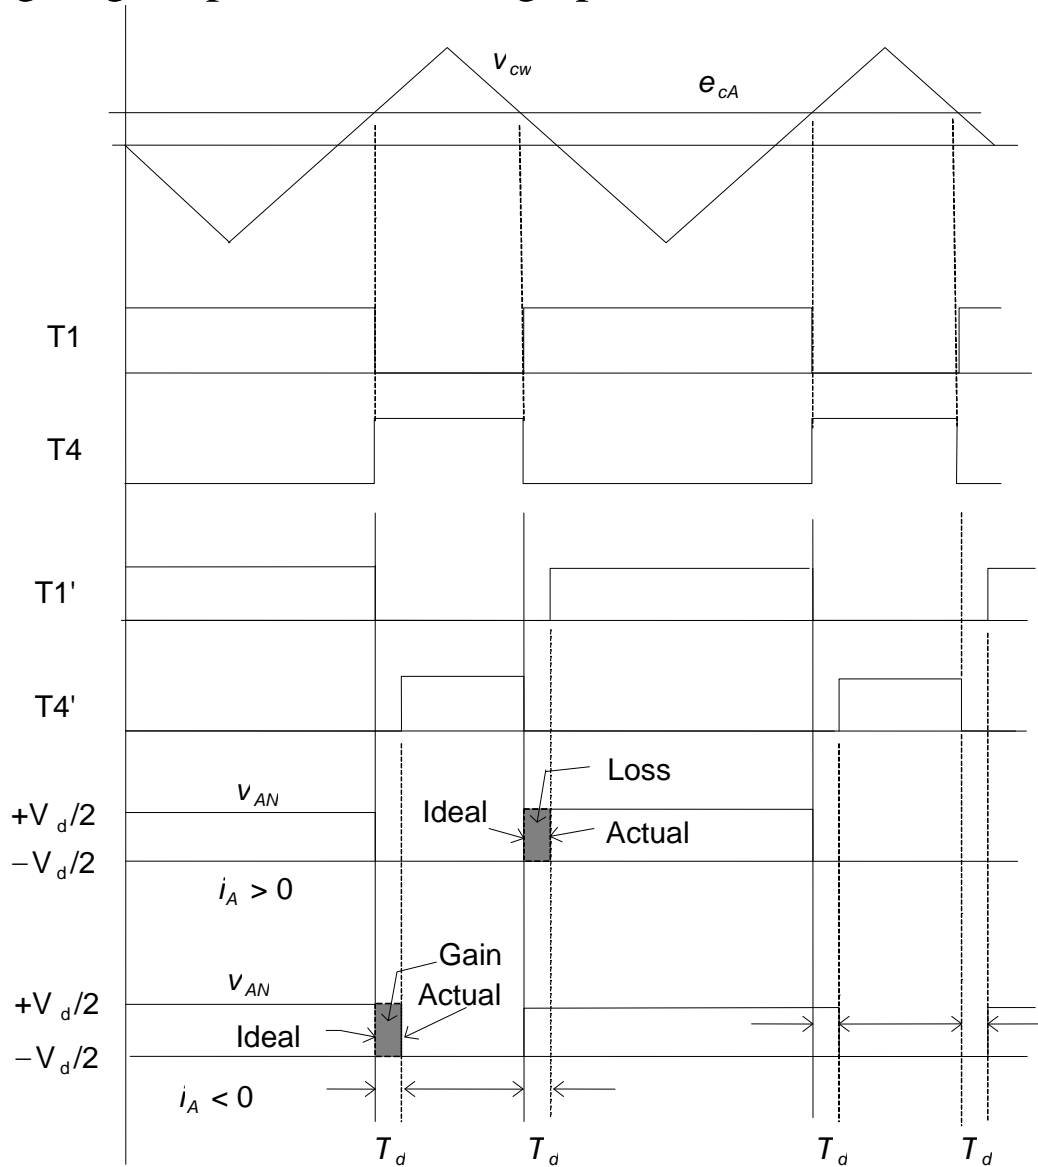 v_cw
e_cA
T1
T4
T1'
T4'
v_AN
+V_d/2
−V_d/2
i_A > 0
Ideal
Loss
Actual
v_AN
+V_d/2
−V_d/2
i_A < 0
Gain
Ideal
Actual
T_d
T_d
T_d
T_d